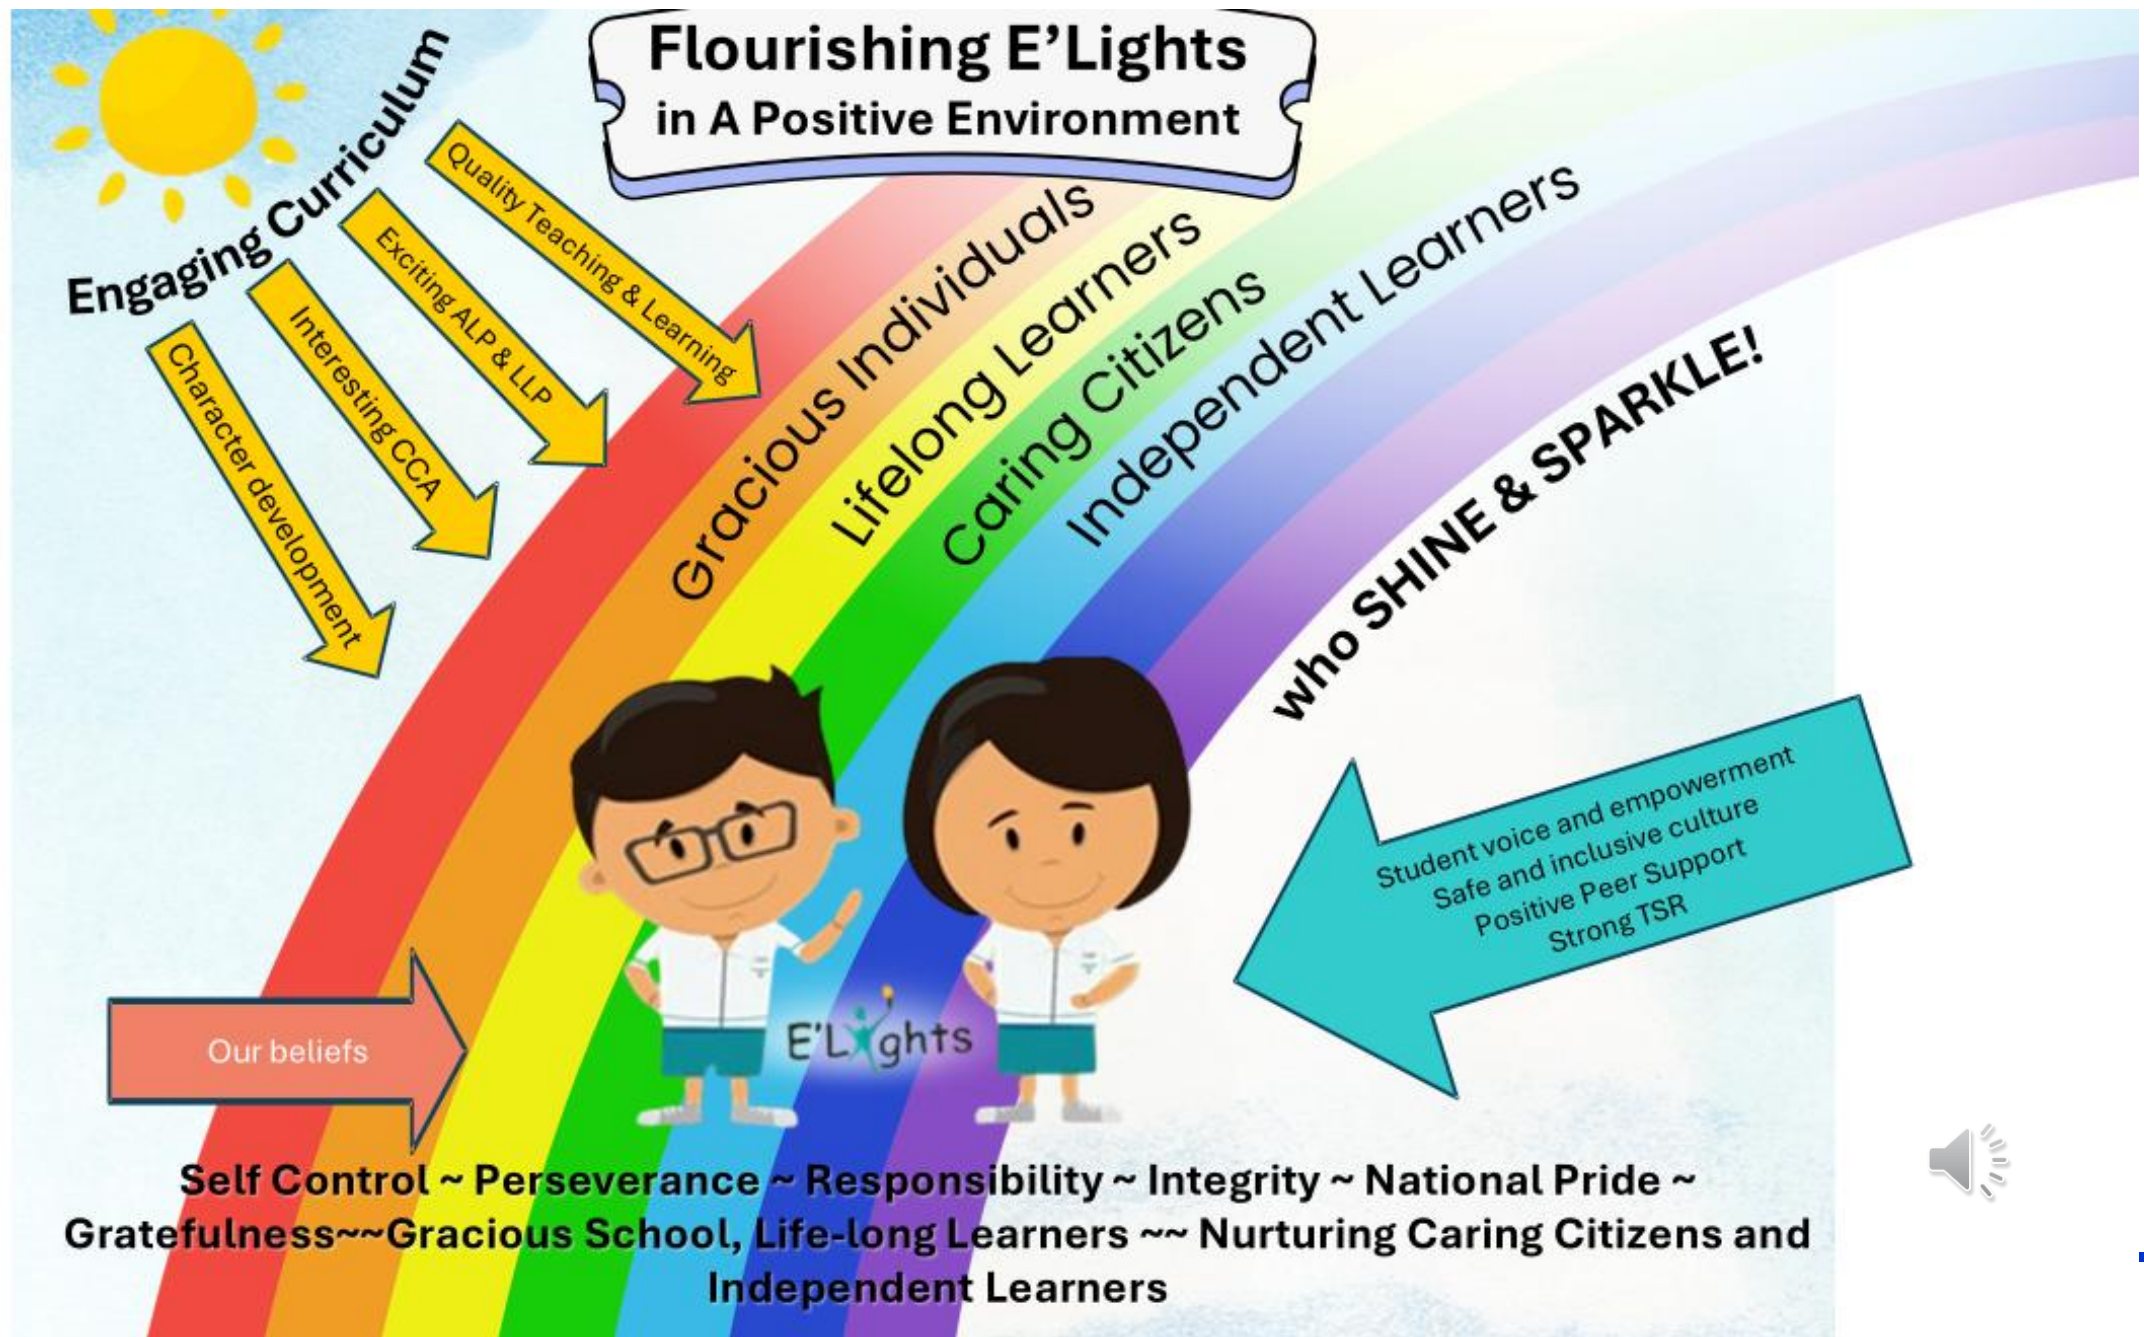 Flourishing E'Lights
in A Positive Environment
Engaging Curriculum
Quality Teaching & Learning
Exciting ALP & LLP
Interesting CCA
Character development
Gracious Individuals
Lifelong Learners
Caring Citizens
Independent Learners
who SHINE & SPARKLE!
Student voice and empowerment
Safe and inclusive culture
Positive Peer Support
Strong TSR
Our beliefs
E'Lights
Self Control ~ Perseverance ~ Responsibility ~ Integrity ~ National Pride ~
Gratefulness~~Gracious School, Life-long Learners ~~ Nurturing Caring Citizens and
Independent Learners